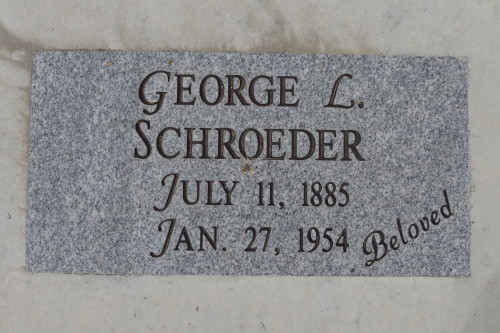 GEORGE L.
SCHROEDER
JULY 11, 1885
JAN. 27, 1954
Beloved